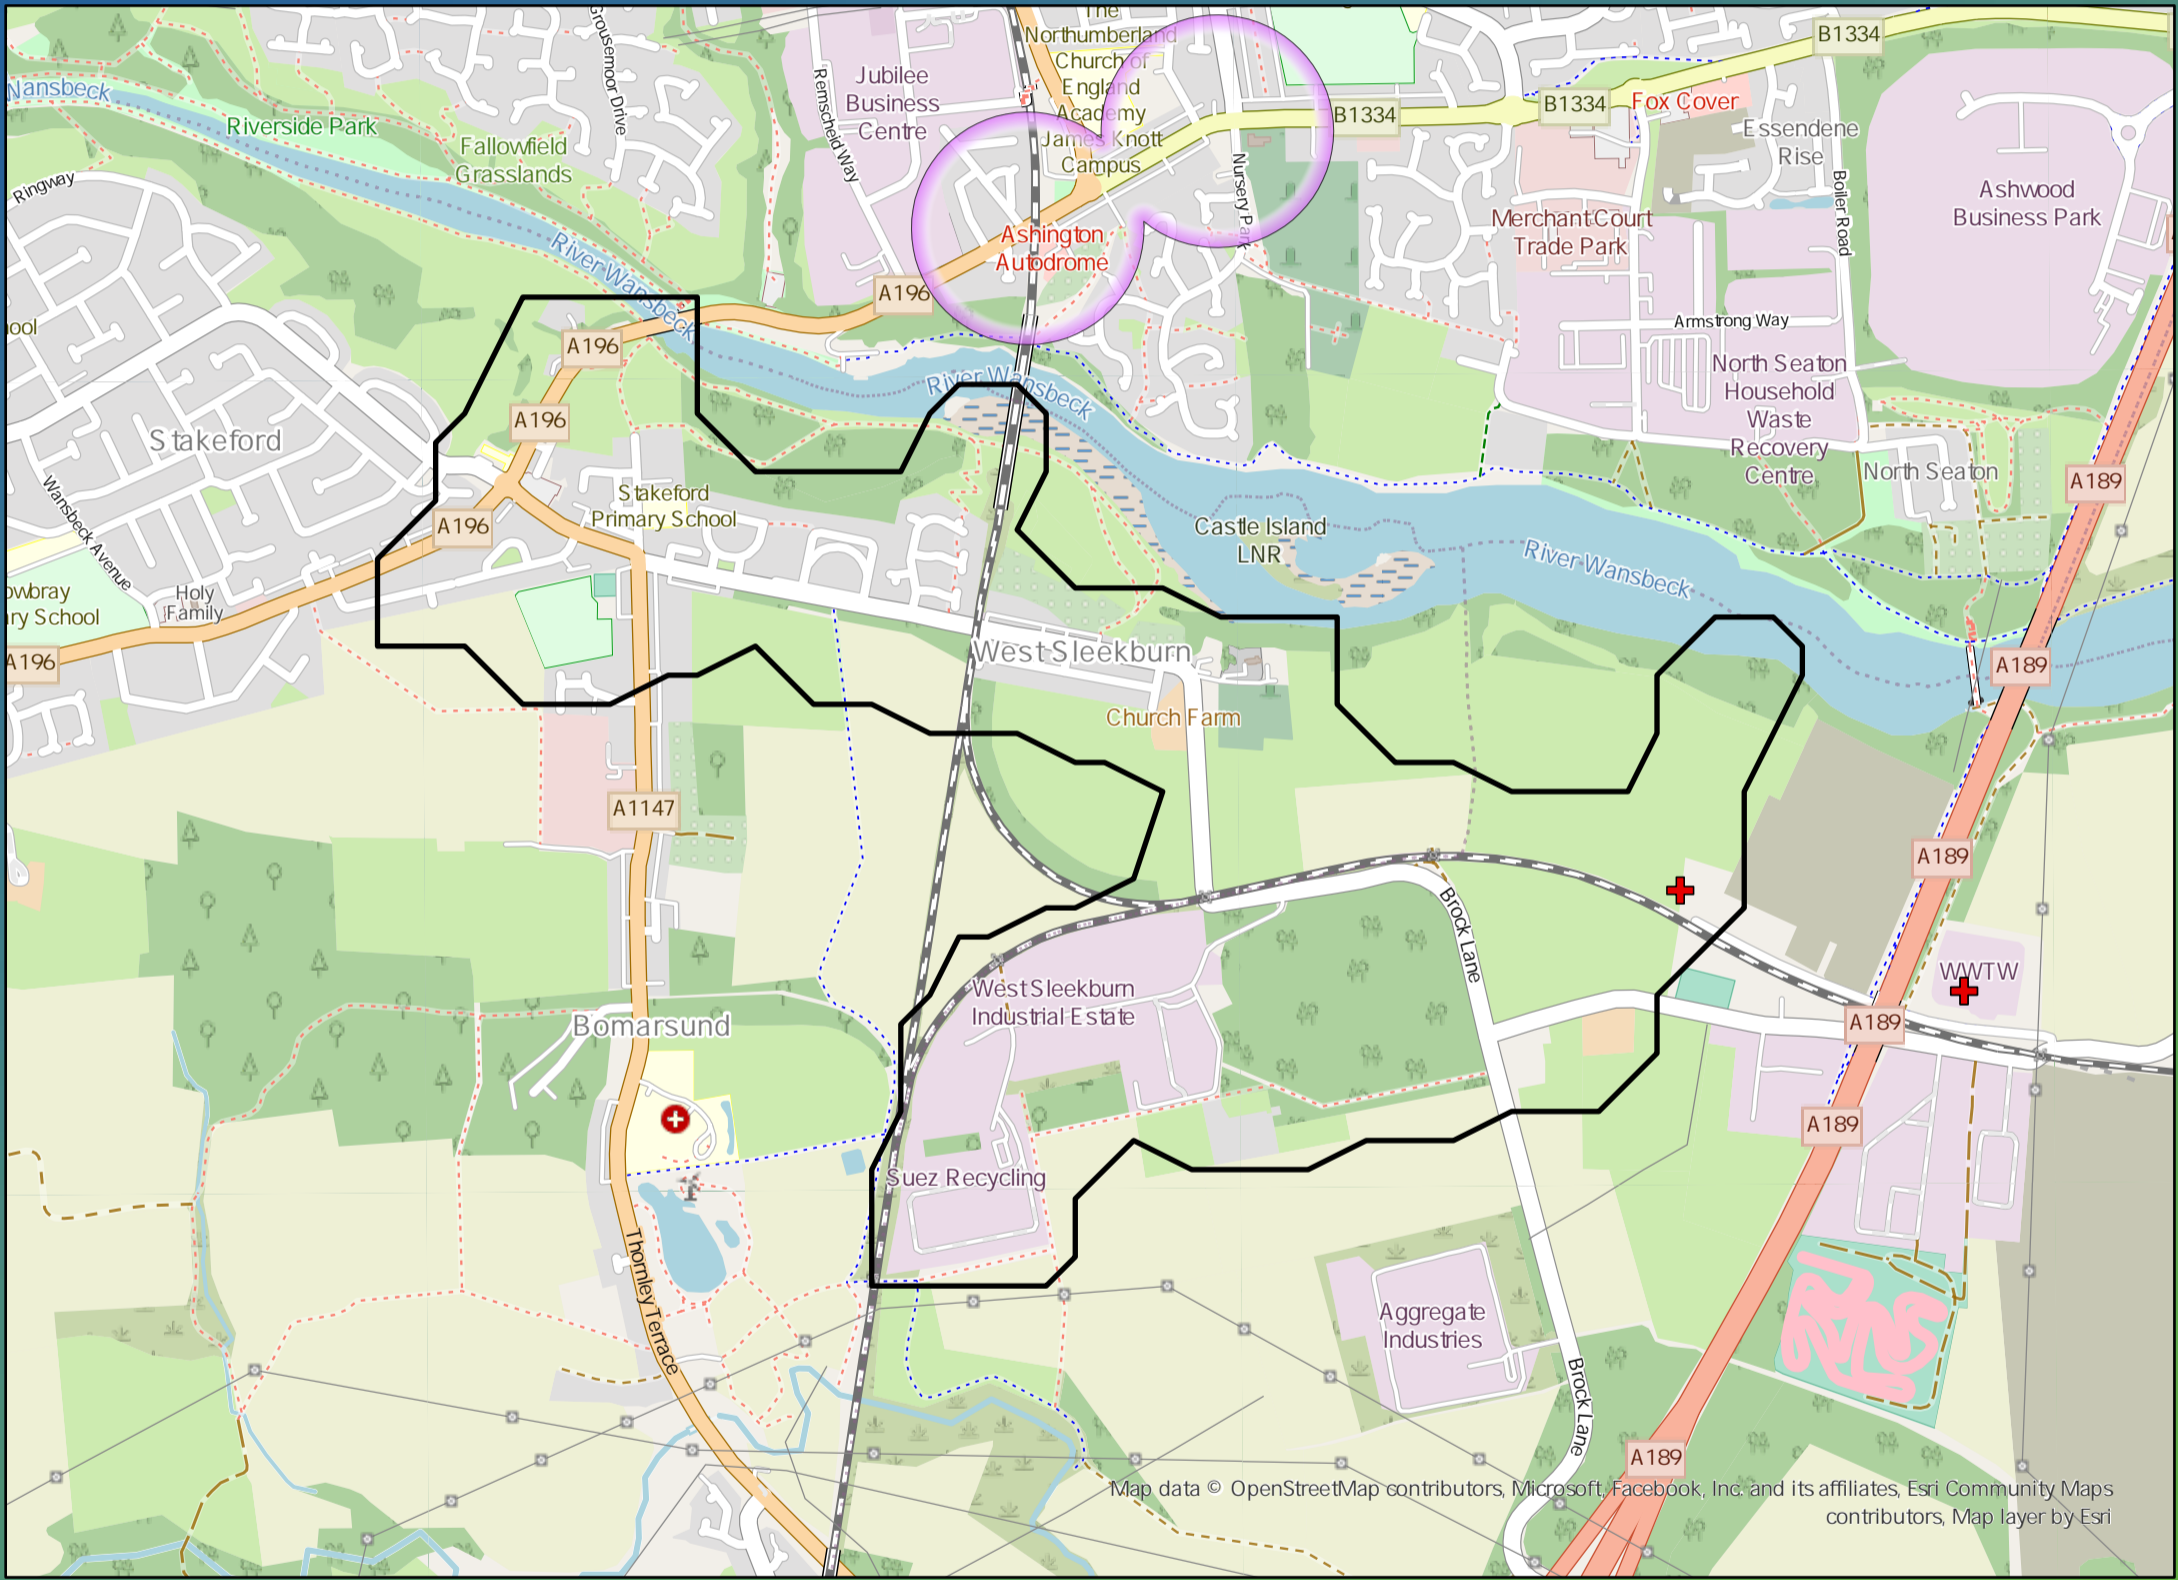 The
Northumberland
Church of
England
Academy
James Knott
Campus
B1334
Grousemoor Drive
Jubilee
Business
Centre
Remscheid Way
Nansbeck
Riverside Park
Fallowfield
Grasslands
B1334
B1334
Fox Cover
Essendene
Rise
Boiler Road
Ashwood
Business Park
Ringway
Nursery Park
Merchant Court
Trade Park
River Wansbeck
Ashington
Autodrome
A196
ool
A196
Armstrong Way
North Seaton
Household
Waste
Recovery
Centre
River Wansbeck
A196
Stakeford
North Seaton
A189
Wansbeck Avenue
Stakeford
Primary School
A196
Castle Island
LNR
River Wansbeck
owbray
ry School
Holy
Family
A196
West Sleekburn
A189
Church Farm
A1147
A189
Brock Lane
West Sleekburn
Industrial Estate
WWTW
Bomarsund
A189
A189
Suez Recycling
Thornley Terrace
Aggregate
Industries
Brock Lane
A189
Map data © OpenStreetMap contributors, Microsoft, Facebook, Inc. and its affiliates, Esri Community Maps
contributors, Map layer by Esri